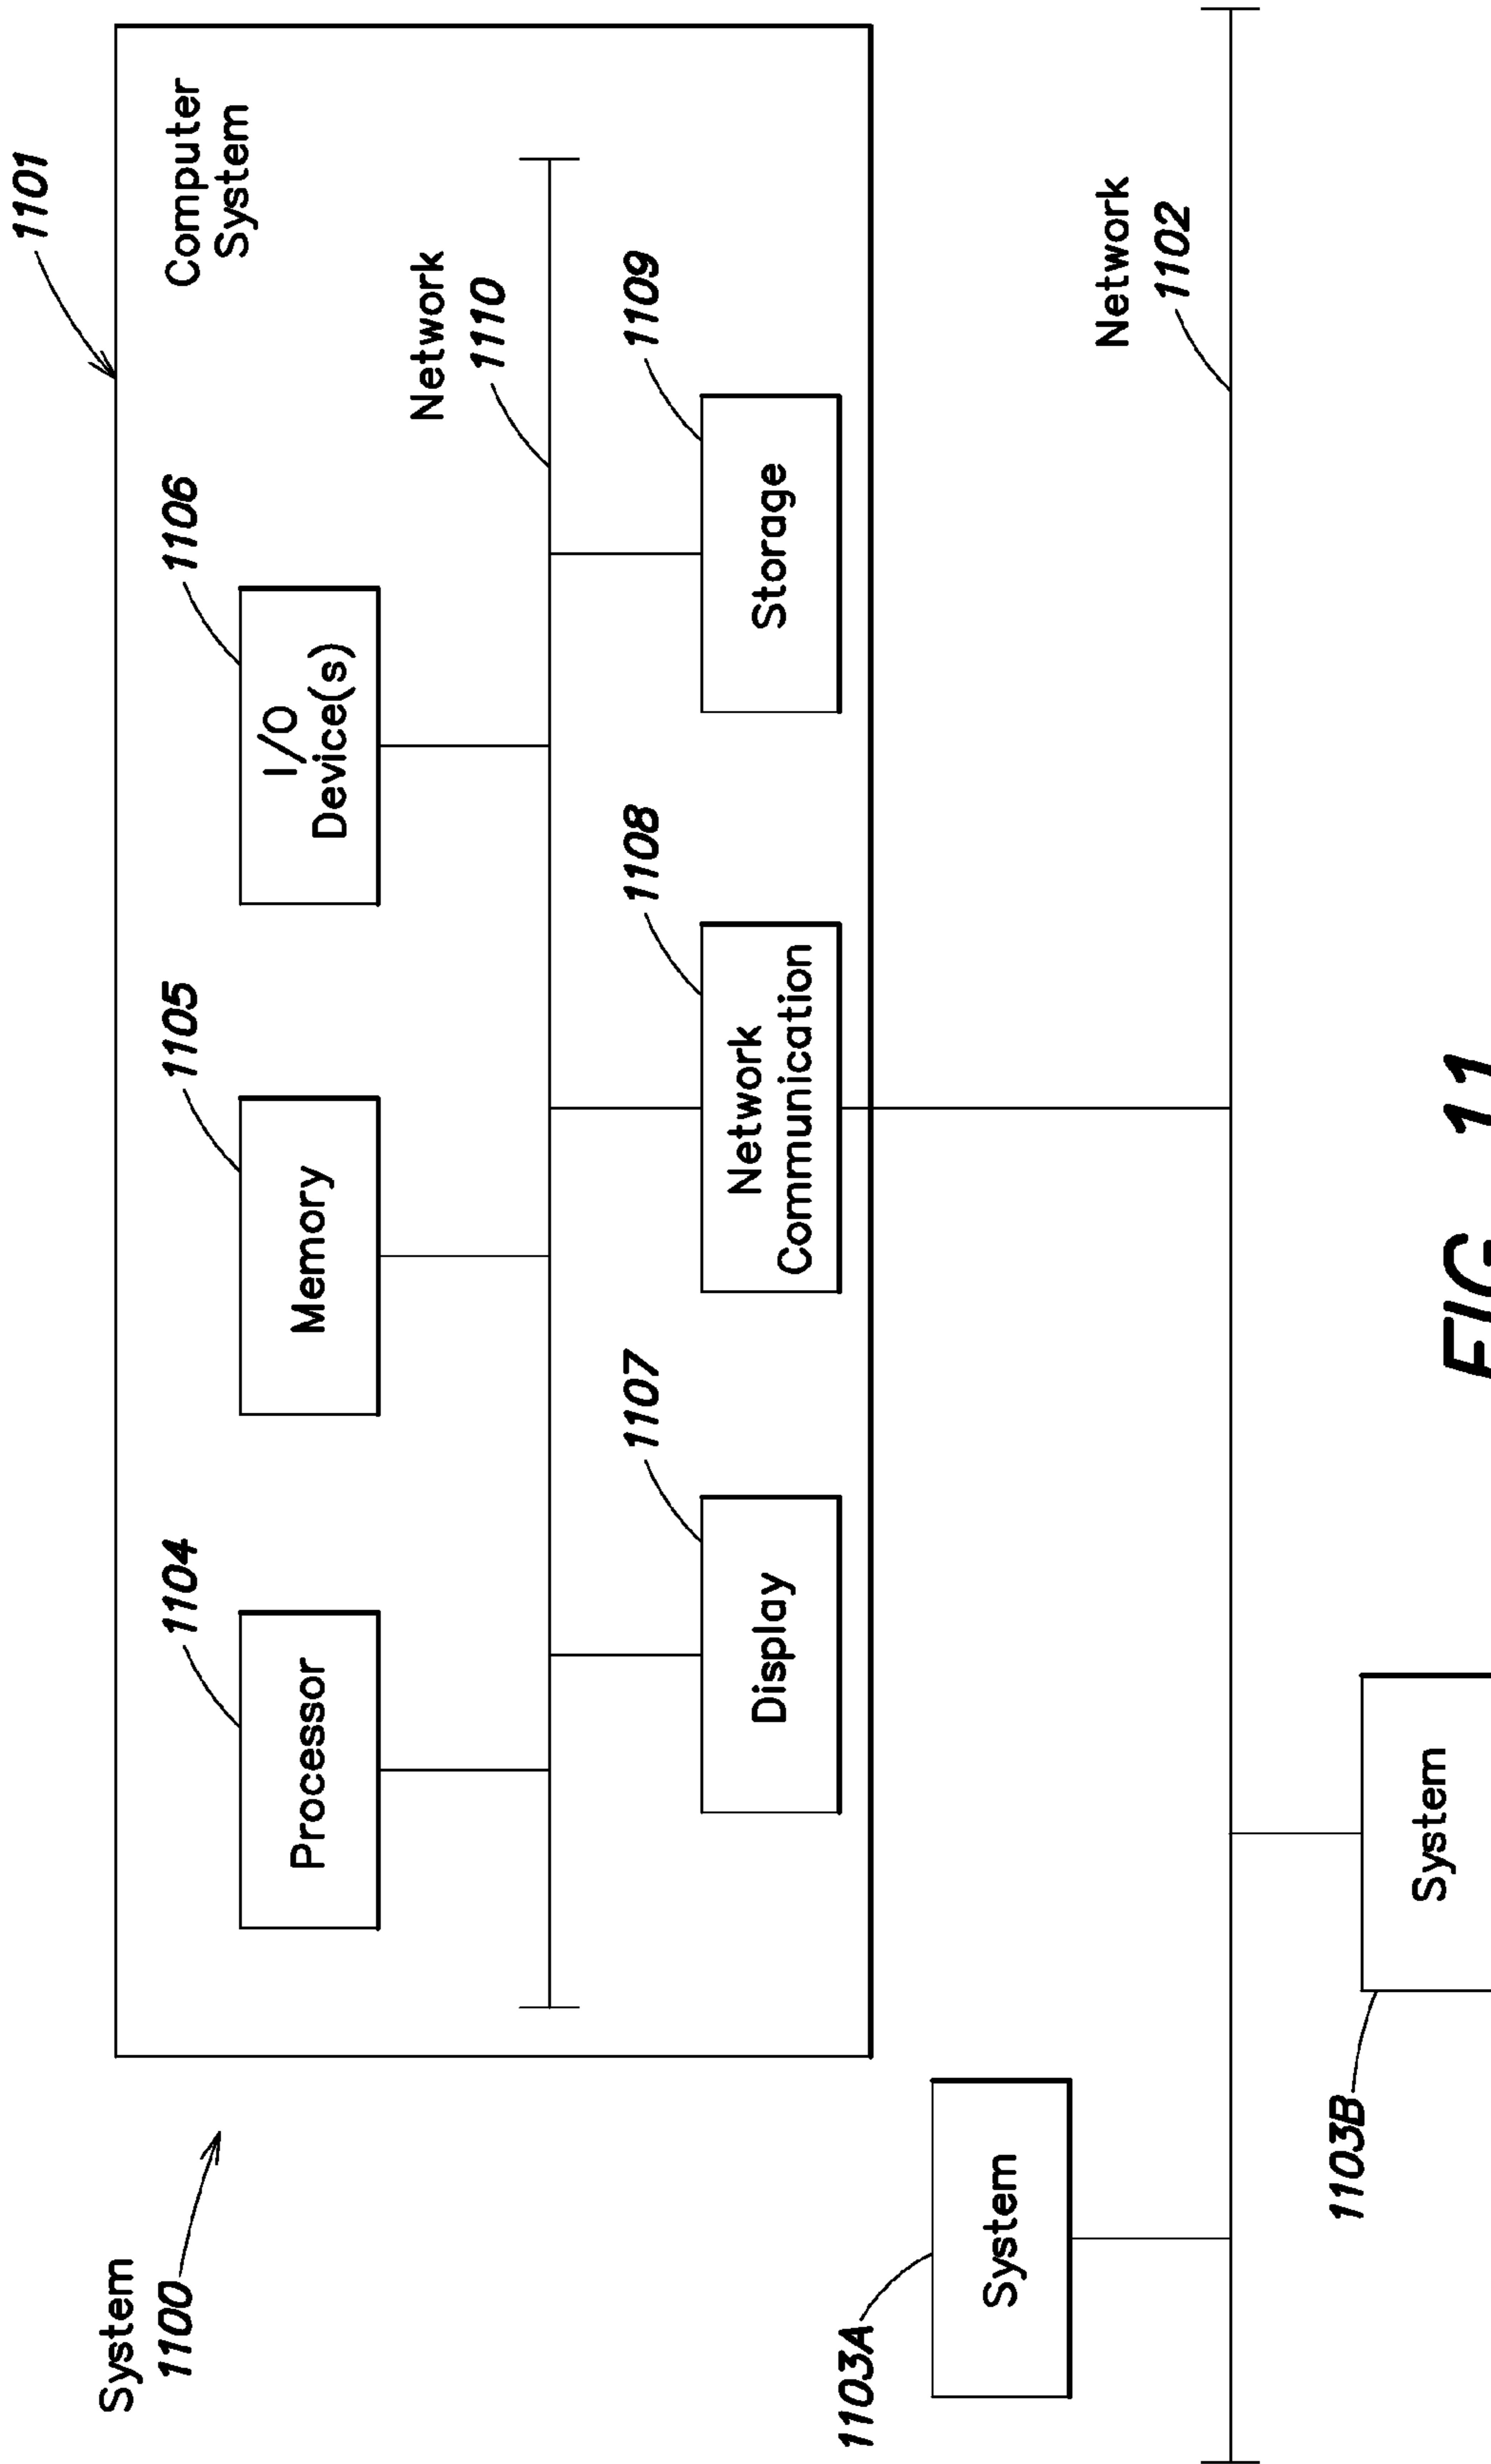 System
1100
1101
Computer
System
1104
Processor
1105
Memory
1106
I/O
Device(s)
Network
1110
1107
Display
1108
Network
Communication
1109
Storage
1103A
System
Network
1102
1103B
System
FIG. 11